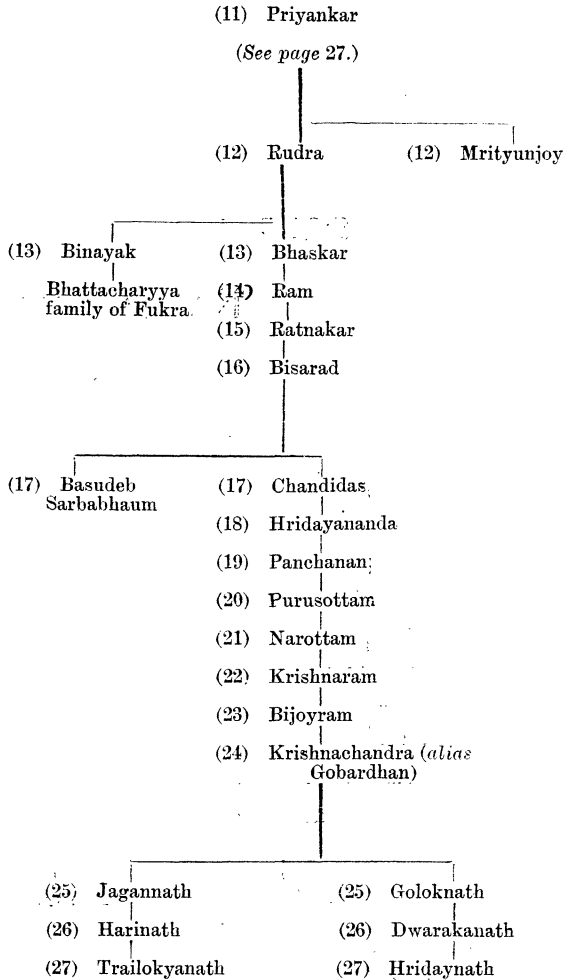 (11) Priyankar
(See page 27.)
(12) Rudra (12) Mrityunjoy
(13) Binayak (13) Bhaskar
Bhattacharyya (14) Ram
family of Fukra.
(15) Ratnakar
(16) Bisarad
(17) Basudeb (17) Chandidas
Sarbabhaum
(18) Hridayananda
(19) Panchanan
(20) Purusottam
(21) Narottam
(22) Krishnaram
(23) Bijoyram
(24) Krishnachandra (alias
Gobardhan)
(25) Jagannath (25) Goloknath
(26) Harinath (26) Dwarakanath
(27) Trailokyanath (27) Hridaynath